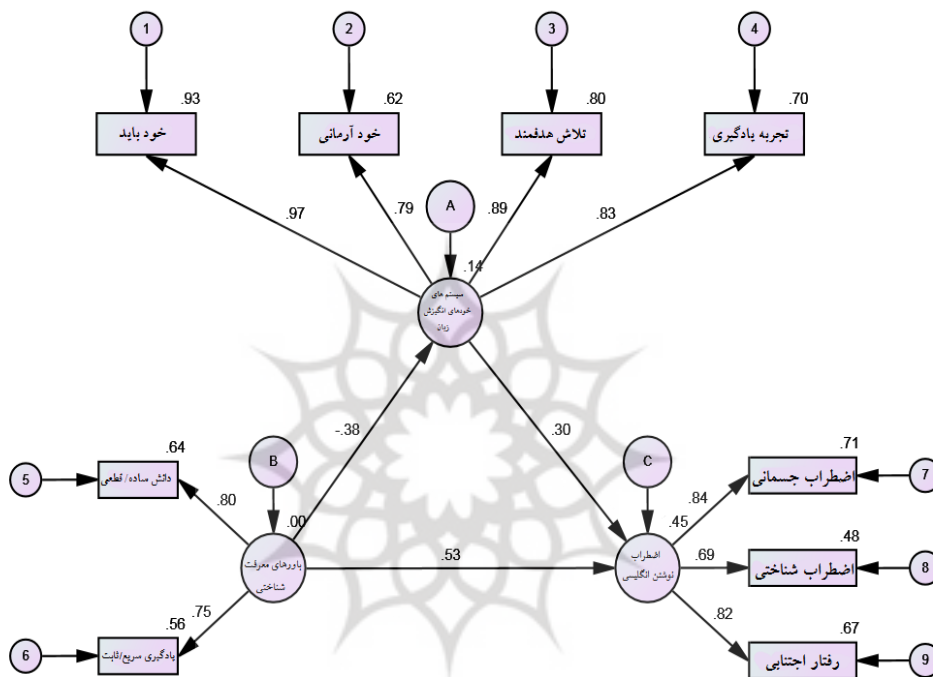 1 2 3 4
.93 .62 .80 .70
خود باید
خود آرمانی
تلاش هدفمند
تجربه یادگیری
.97 .79 .89 .83
A
.14
سیستم های
خودهای انگیزش
زبان
-.38 .30
B C
5
.64
دانش ساده/ قطعی
.80
.00
باورهای معرفت
شناختی
.75
6
.56
یادگیری سریع/ثابت
.53
.45
اضطراب
نوشتن انگلیسی
.84
.71
اضطراب جسمانی
7
.69
.48
اضطراب شناختی
8
.82
.67
رفتار اجتنابی
9